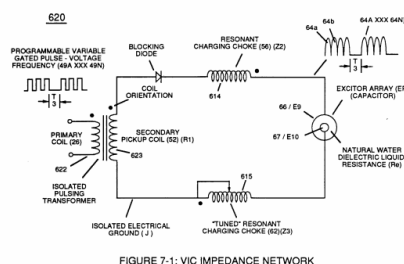 620
PROGRAMMABLE VARIABLE
GATED PULSE - VOLTAGE
FREQUENCY (49A XXX 49N)
T
3
BLOCKING
DIODE
RESONANT
CHARGING CHOKE (56) (Z2)
614
64a
64b
64A XXX 64N
T
3
EXCITOR ARRAY (ER
(CAPACITOR)
COIL
ORIENTATION
66 / E9
67 / E10
PRIMARY
COIL (26)
622
SECONDARY
PICKUP COIL (52) (R1)
623
NATURAL WATER
DIELECTRIC LIQUID
RESISTANCE (Re)
ISOLATED
PULSING
TRANSFORMER
615
ISOLATED ELECTRICAL
GROUND ( J )
"TUNED" RESONANT
CHARGING CHOKE (62)(Z3)
FIGURE 7-1: VIC IMPEDANCE NETWORK